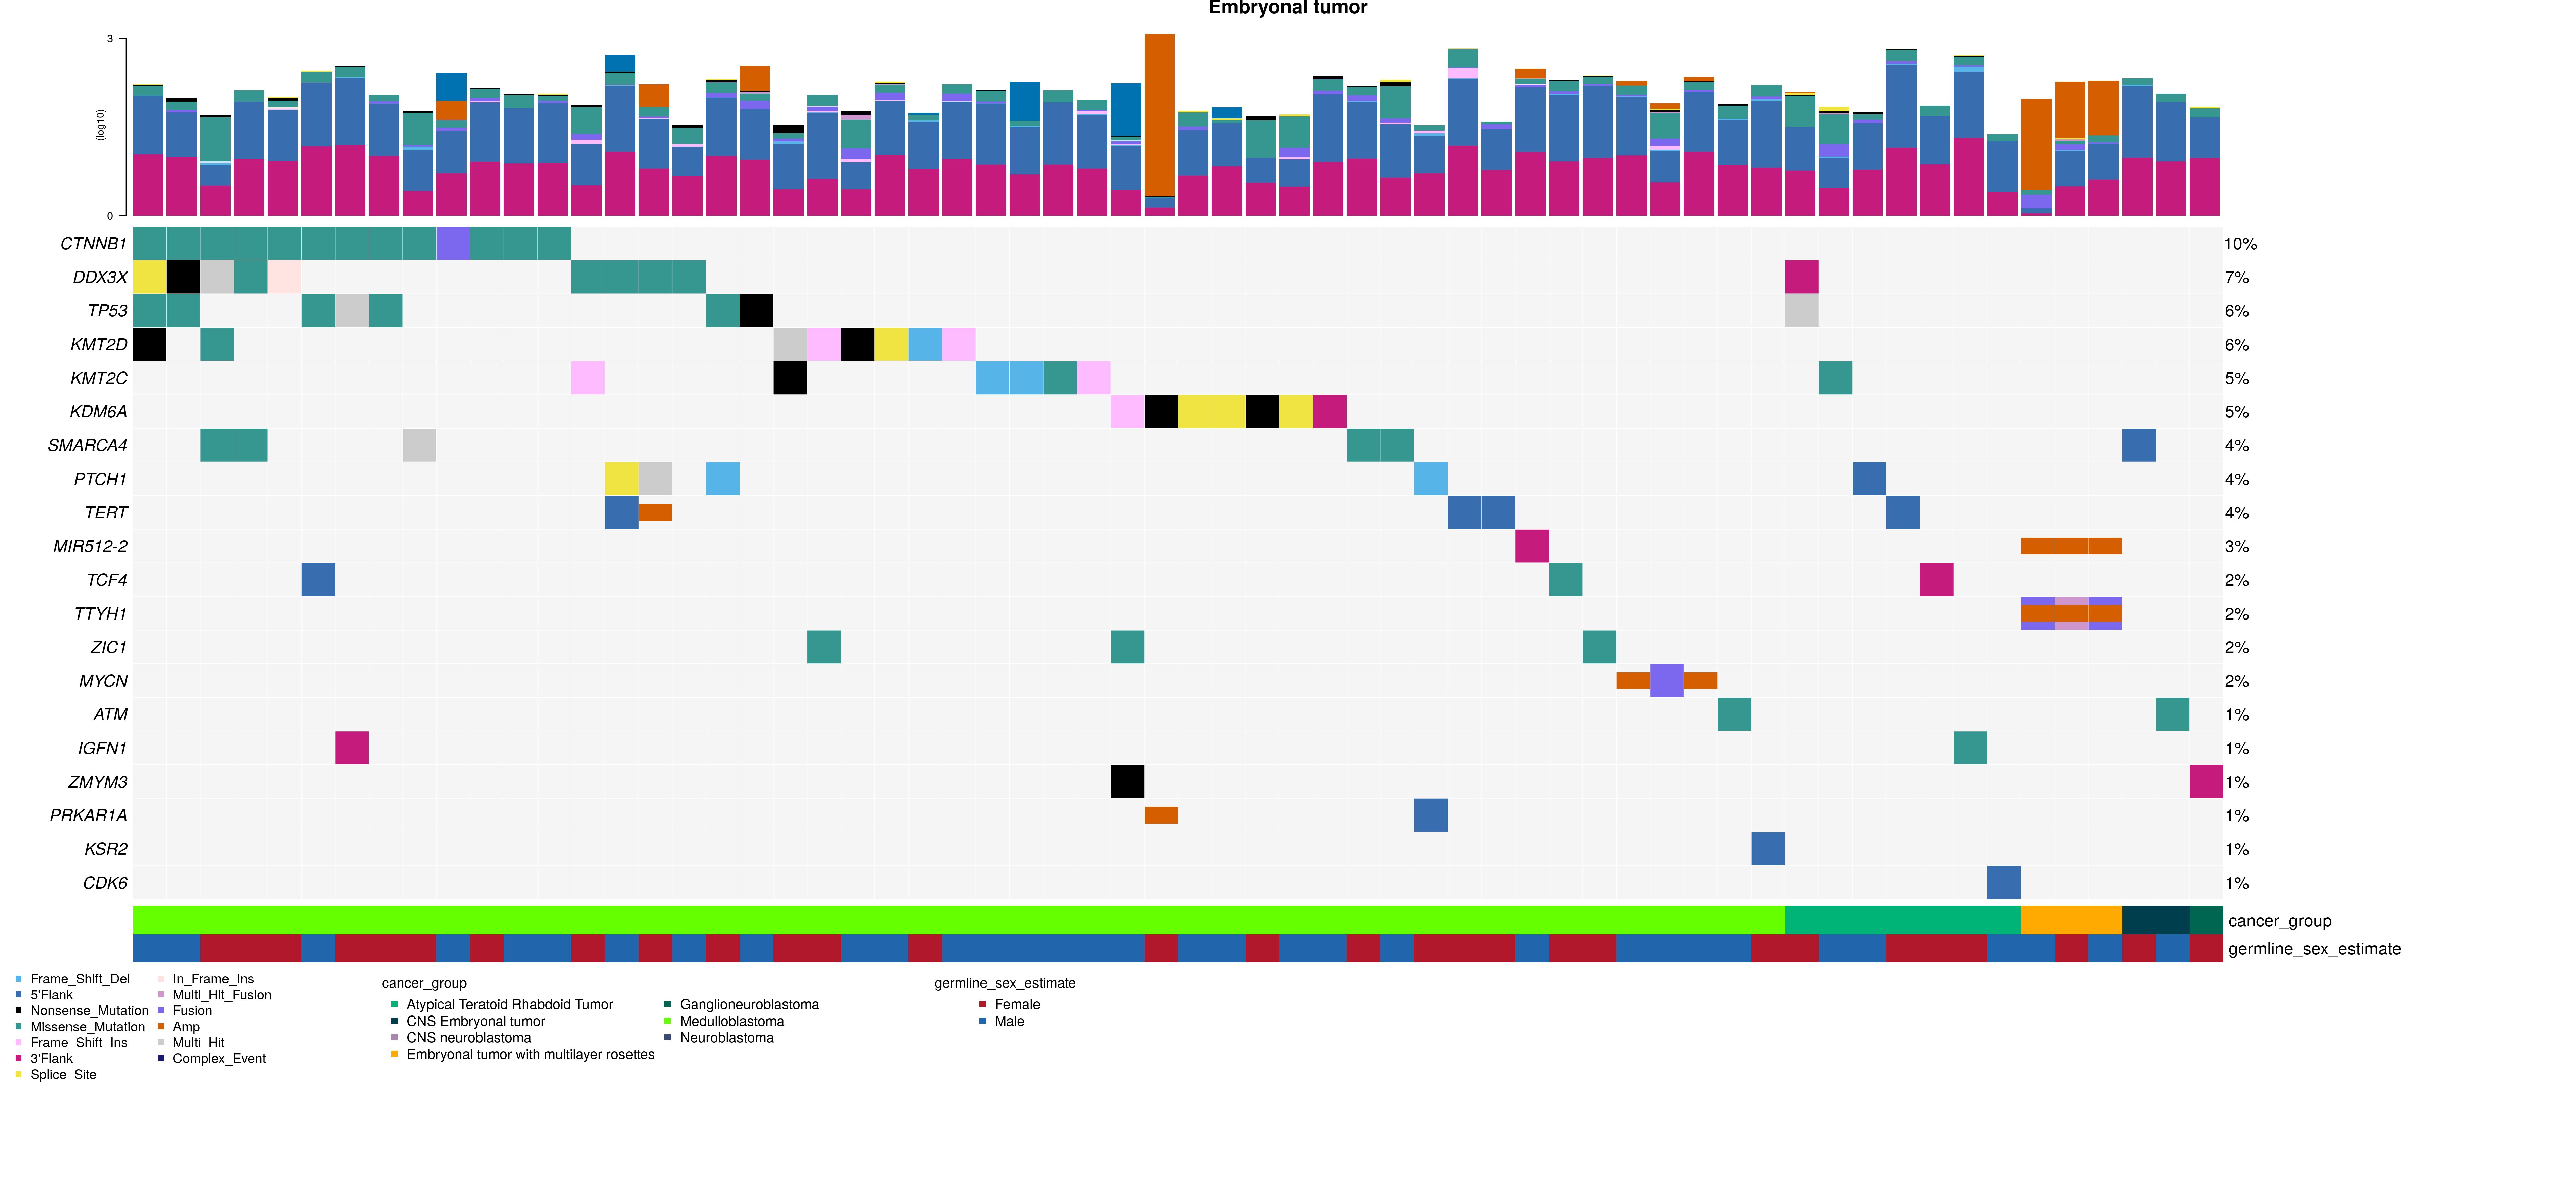 Embryonal tumor
3
(log10)
0
CTNNB1 10%
DDX3X 7%
TP53 6%
KMT2D 6%
KMT2C 5%
KDM6A 5%
SMARCA4 4%
PTCH1 4%
TERT 4%
MIR512-2 3%
TCF4 2%
TTYH1 2%
ZIC1 2%
MYCN 2%
ATM 1%
IGFN1 1%
ZMYM3 1%
PRKAR1A 1%
KSR2 1%
CDK6 1%
cancer_group
germline_sex_estimate
Frame_Shift_Del
5'Flank
Nonsense_Mutation
Missense_Mutation
Frame_Shift_Ins
3'Flank
Splice_Site
In_Frame_Ins
Multi_Hit_Fusion
Fusion
Amp
Multi_Hit
Complex_Event
cancer_group
Atypical Teratoid Rhabdoid Tumor
CNS Embryonal tumor
CNS neuroblastoma
Embryonal tumor with multilayer rosettes
Ganglioneuroblastoma
Medulloblastoma
Neuroblastoma
germline_sex_estimate
Female
Male